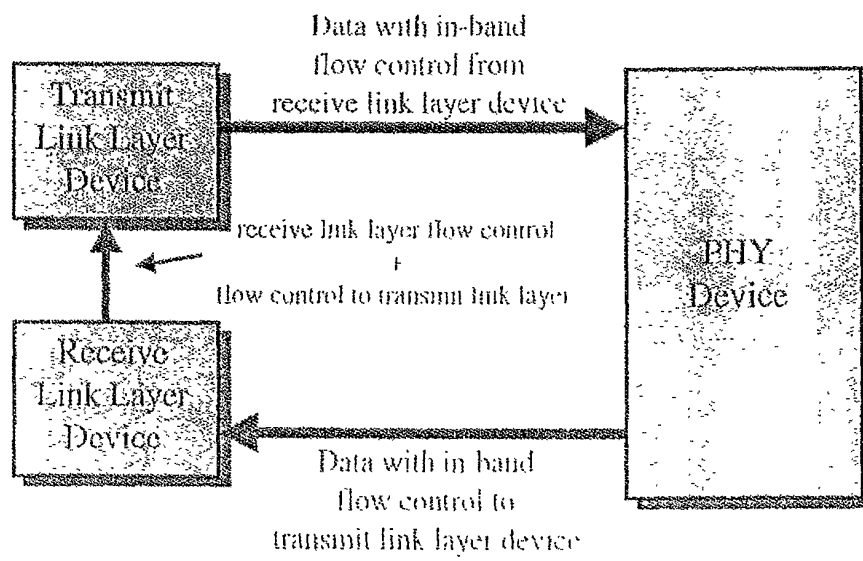 Data with in-band
flow control from
receive link layer device
Transmit
Link Layer
Device
receive link layer flow control
+
flow control to transmit link layer
PHY
Device
Receive
Link Layer
Device
Data with in band
flow control to
transmit link layer device